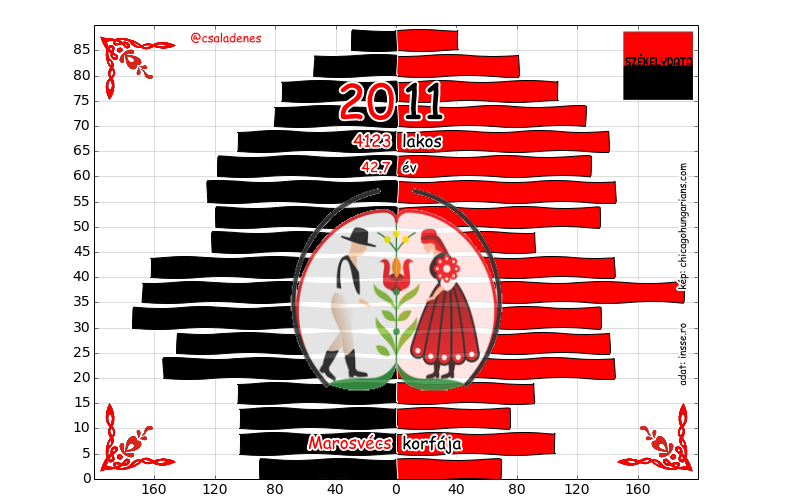 @csaladenes
SZÉKELYDATA
2011
4123 lakos
42.7 év
Marosvécs korfája
kép: chicagohungarians.com
adat: insse.ro
85
80
75
70
65
60
55
50
45
40
35
30
25
20
15
10
5
0
160 120 80 40 0 40 80 120 160